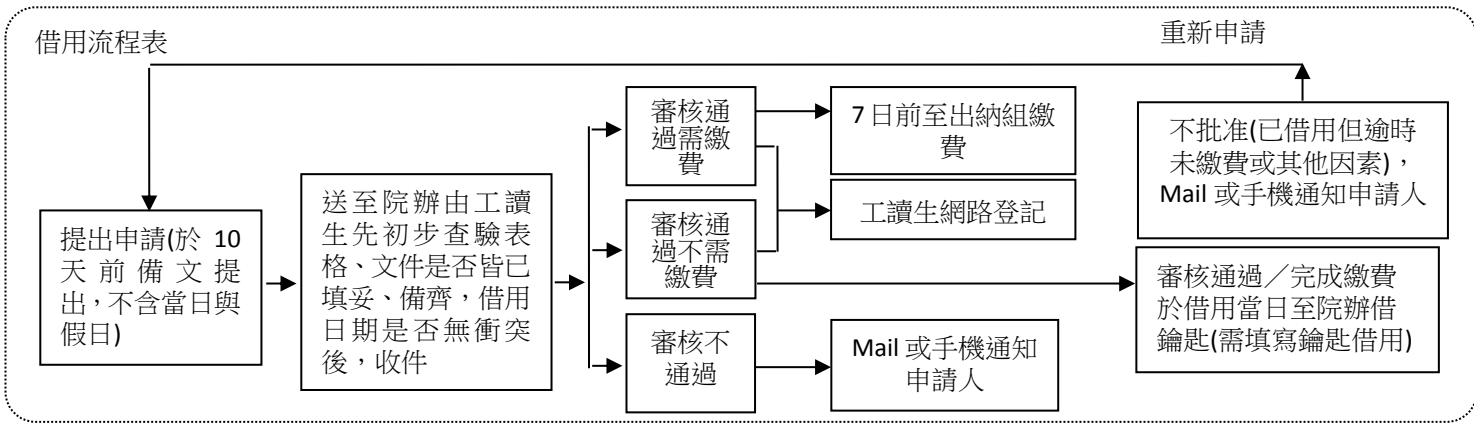 借用流程表
重新申請
提出申請(於 10
天前備文提
出，不含當日與
假日)
送至院辦由工讀
生先初步查驗表
格、文件是否皆已
填妥、備齊，借用
日期是否無衝突
後，收件
審核通
過需繳
費
審核通
過不需
繳費
審核不
通過
7 日前至出納組繳
費
工讀生網路登記
Mail 或手機通知
申請人
不批准(已借用但逾時
未繳費或其他因素)，
Mail 或手機通知申請人
審核通過／完成繳費
於借用當日至院辦借
鑰匙(需填寫鑰匙借用)